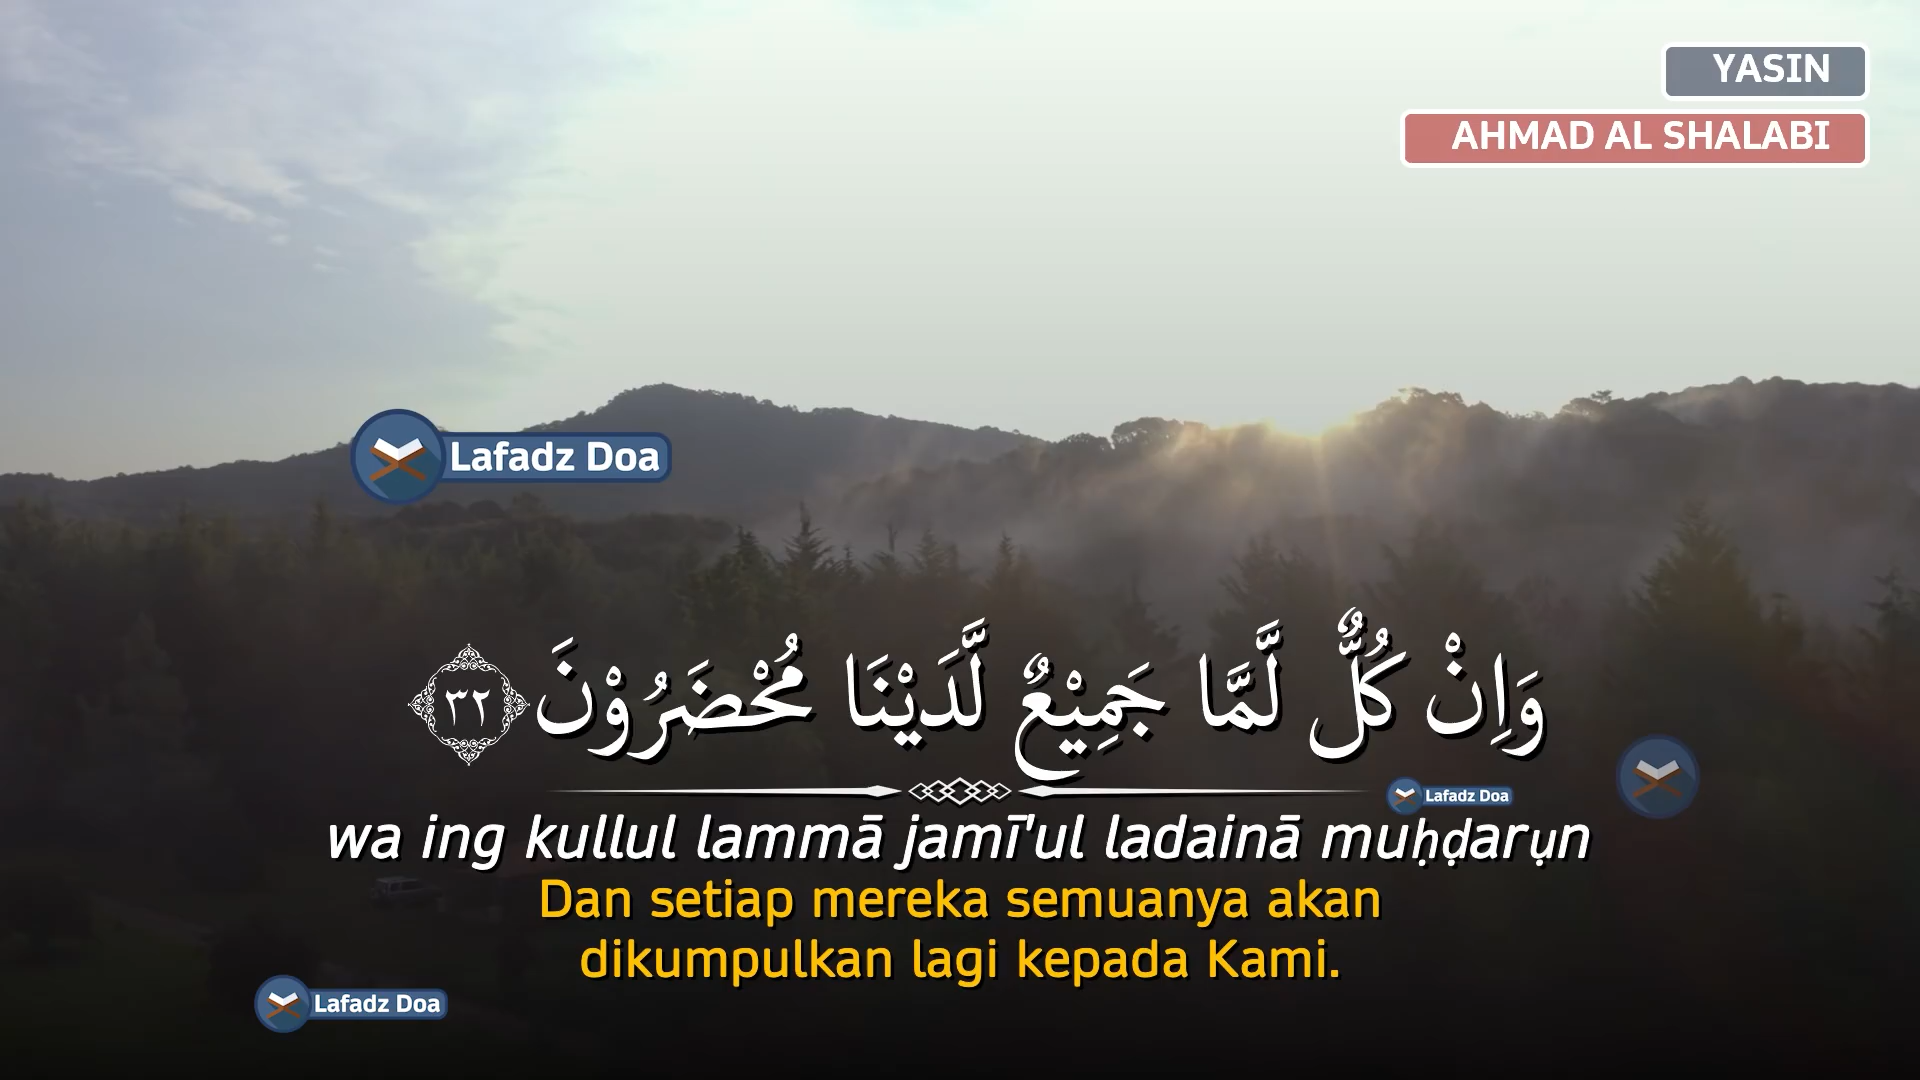 YASIN
AHMAD AL SHALABI
Lafadz Doa
وَاِنْ كُلٌّ لَّمَّا جَمِيْعٌ لَّدَيْنَا مُحْضَرُوْنَ ٣٢
Lafadz Doa
wa ing kullul lammā jamī'ul ladainā muḥḍarụn
Dan setiap mereka semuanya akan
dikumpulkan lagi kepada Kami.
Lafadz Doa